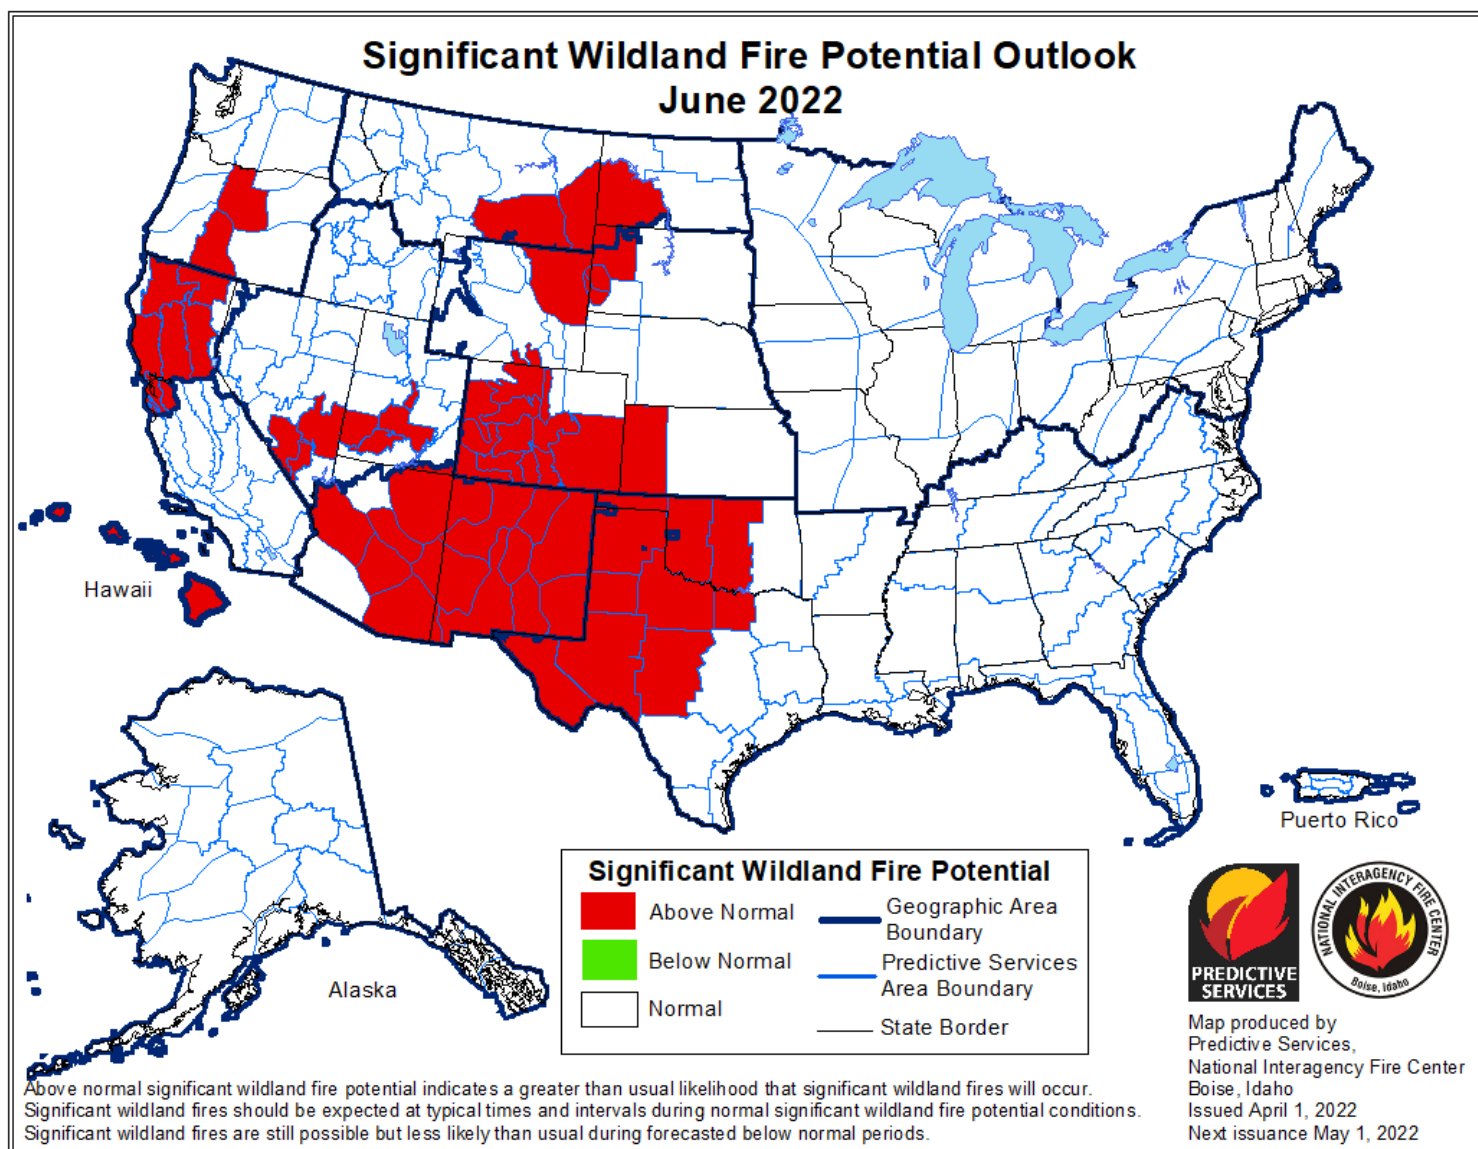 Significant Wildland Fire Potential Outlook
June 2022
Hawaii
Alaska
Puerto Rico
Significant Wildland Fire Potential
Above Normal
Below Normal
Normal
Geographic Area
Boundary
Predictive Services
Area Boundary
State Border
PREDICTIVE
SERVICES
NATIONAL INTERAGENCY FIRE CENTER
Boise, Idaho
Map produced by
Predictive Services,
National Interagency Fire Center
Boise, Idaho
Issued April 1, 2022
Next issuance May 1, 2022
Above normal significant wildland fire potential indicates a greater than usual likelihood that significant wildland fires will occur.
Significant wildland fires should be expected at typical times and intervals during normal significant wildland fire potential conditions.
Significant wildland fires are still possible but less likely than usual during forecasted below normal periods.